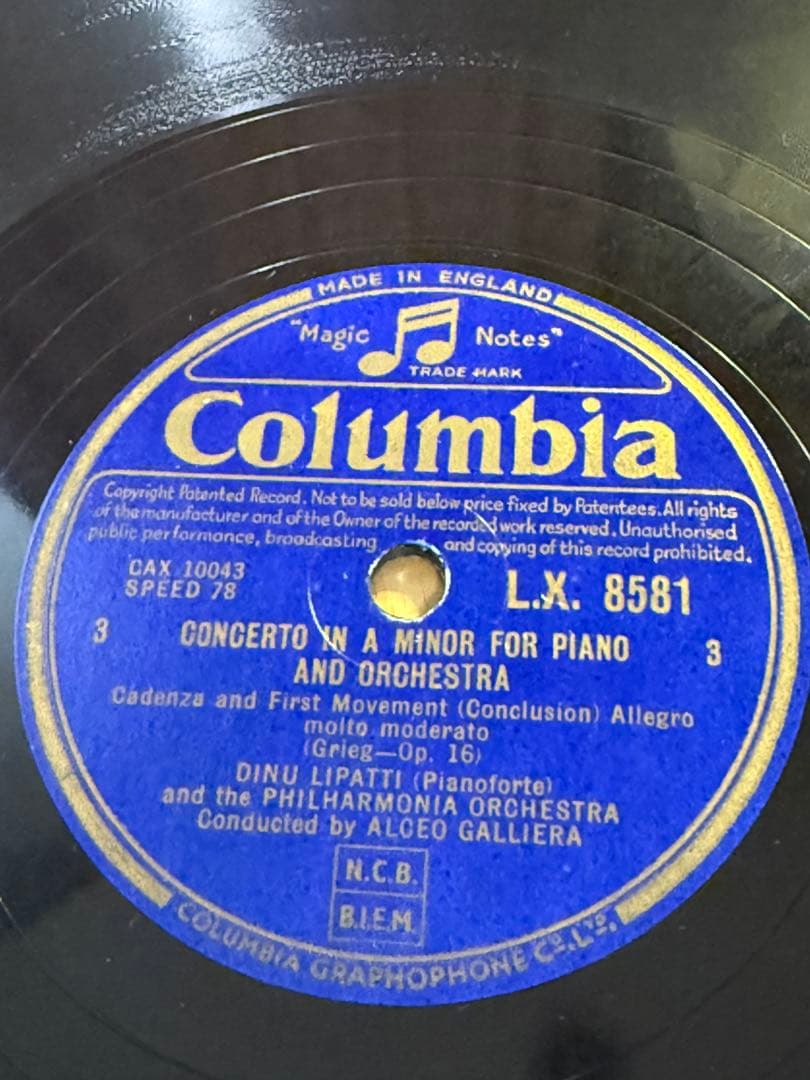 MADE IN ENGLAND
"Magic Notes"
TRADE MARK
Columbia
Copyright Patented Record. Not to be sold below price fixed by Patentees. All rights
of the manufacturer and of the Owner of the recorded work reserved. Unauthorised
public performance, broadcasting and copying of this record prohibited.
CAX 10043
SPEED 78
L.X. 8581
3 CONCERTO IN A MINOR FOR PIANO 3
AND ORCHESTRA
Cadenza and First Movement (Conclusion) Allegro
molto moderato
(Grieg—Op. 16)
DINU LIPATTI (Pianoforte)
and the PHILHARMONIA ORCHESTRA
Conducted by ALCEO GALLIERA
N.C.B.
B.I.E.M.
COLUMBIA GRAPHOPHONE CO. LTD.